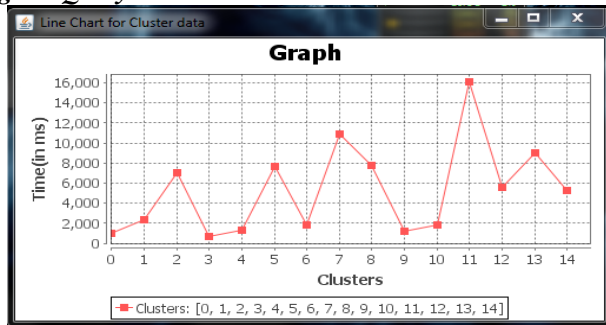 Line Chart for Cluster data
Graph
16,000
14,000
12,000
10,000
8,000
6,000
4,000
2,000
0
Time(in ms)
0 1 2 3 4 5 6 7 8 9 10 11 12 13 14
Clusters
Clusters: [0, 1, 2, 3, 4, 5, 6, 7, 8, 9, 10, 11, 12, 13, 14]